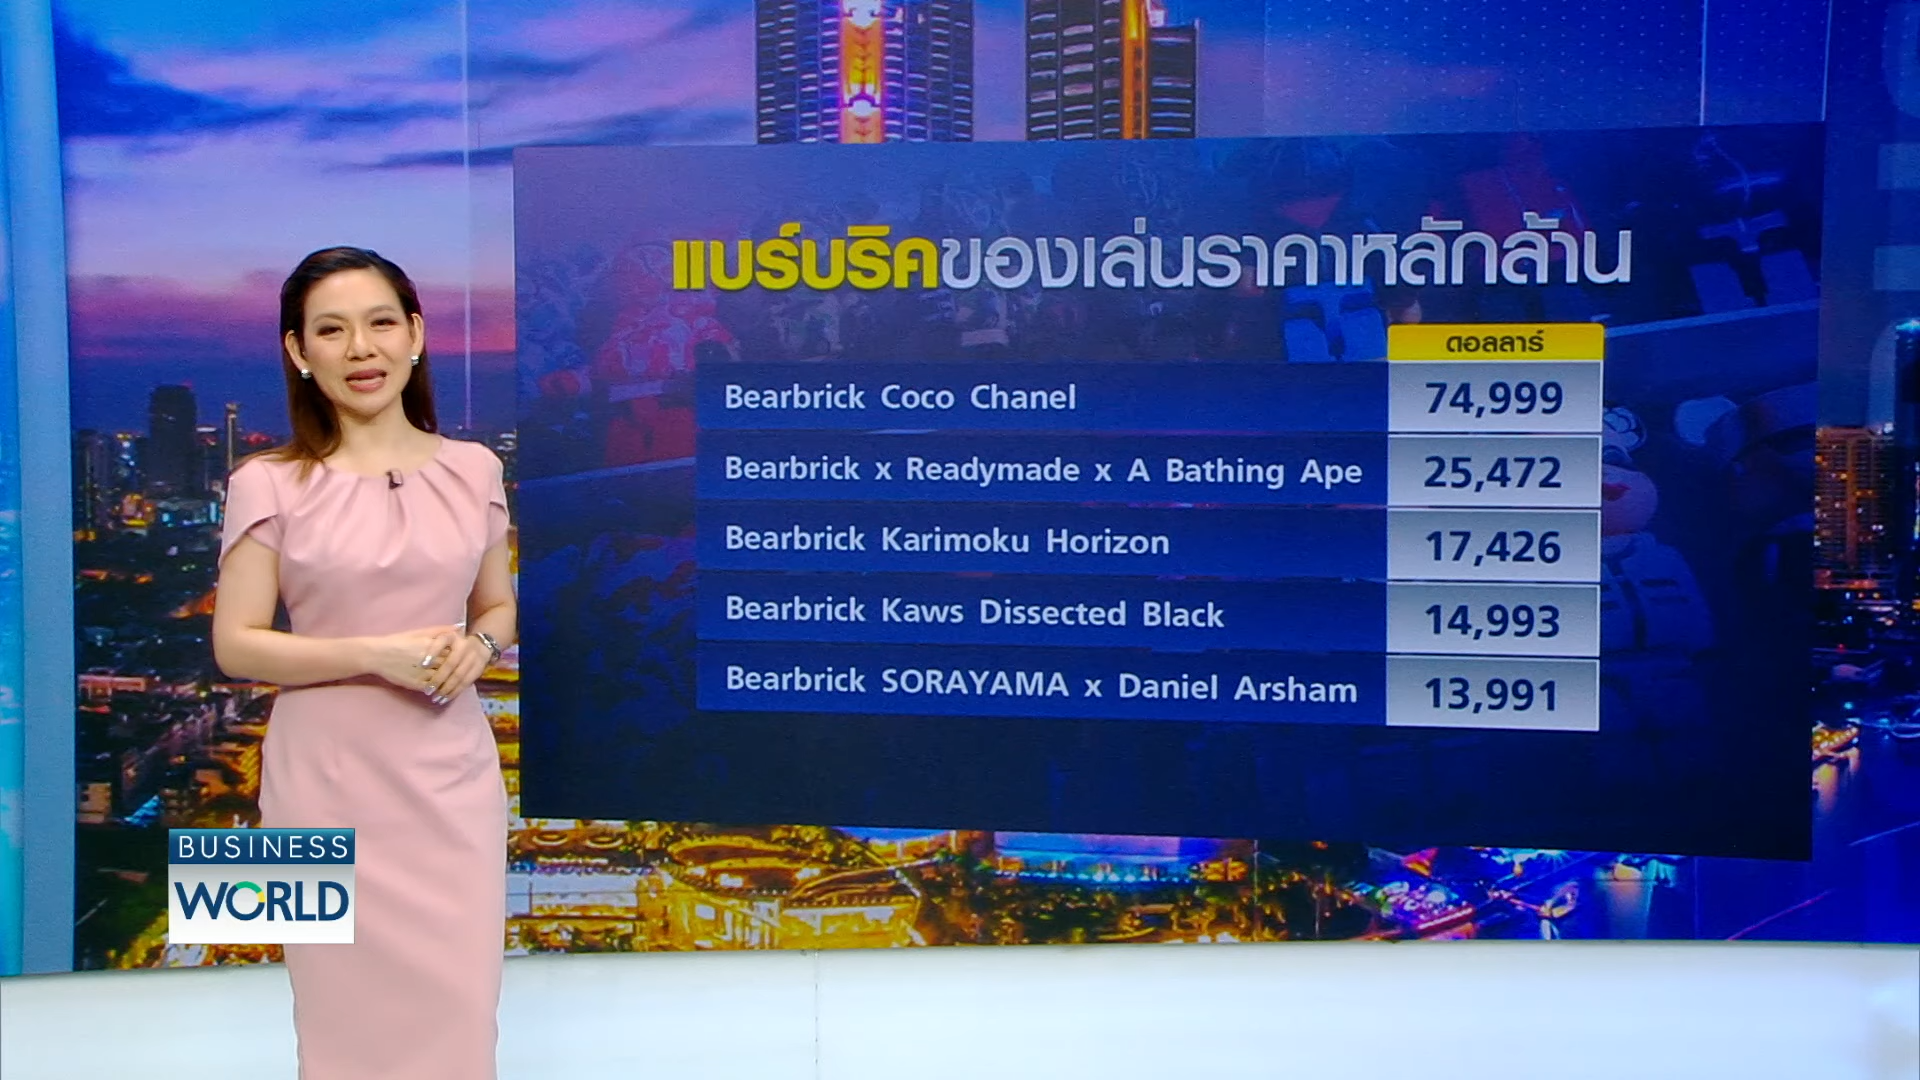 แบร์บริคของเล่นราคาหลักล้าน
ดอลลาร์
Bearbrick Coco Chanel 74,999
Bearbrick x Readymade x A Bathing Ape 25,472
Bearbrick Karimoku Horizon 17,426
Bearbrick Kaws Dissected Black 14,993
Bearbrick SORAYAMA x Daniel Arsham 13,991
BUSINESS
WORLD